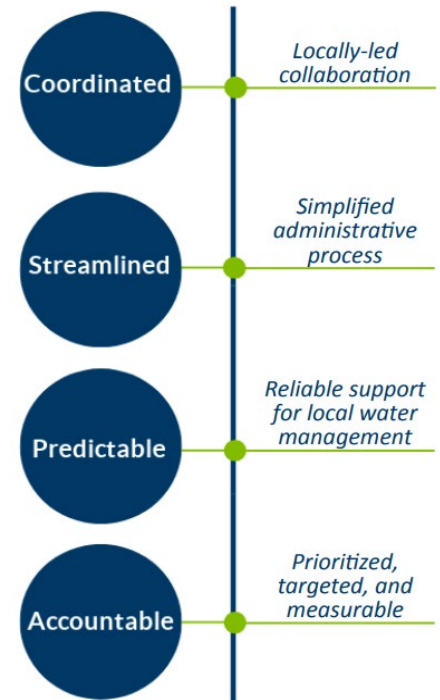 Coordinated
Locally-led
collaboration
Streamlined
Simplified
administrative
process
Predictable
Reliable support
for local water
management
Accountable
Prioritized,
targeted, and
measurable